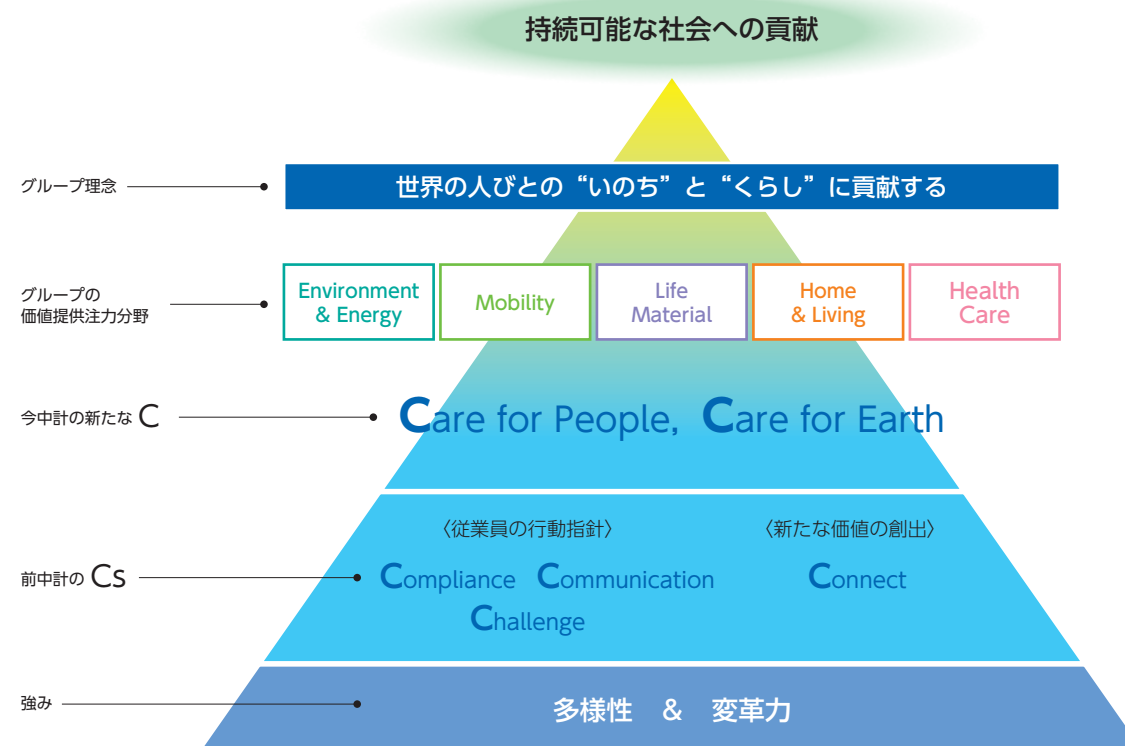 持続可能な社会への貢献
グループ理念
世界の人びとの“いのち”と“くらし”に貢献する
グループの
価値提供注力分野
Environment
& Energy
Mobility
Life
Material
Home
& Living
Health
Care
今中計の新たな C
Care for People, Care for Earth
〈従業員の行動指針〉
〈新たな価値の創出〉
前中計の Cs
Compliance Communication
Connect
Challenge
強み
多様性 & 変革力